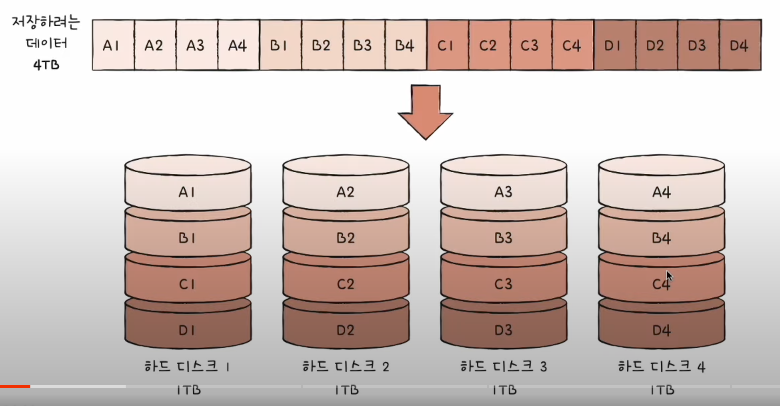 저장하려는
데이터
4TB
A1 A2 A3 A4 B1 B2 B3 B4 C1 C2 C3 C4 D1 D2 D3 D4
A1 A2 A3 A4
B1 B2 B3 B4
C1 C2 C3 C4
D1 D2 D3 D4
하드 디스크 1 하드 디스크 2 하드 디스크 3 하드 디스크 4
1TB 1TB 1TB 1TB